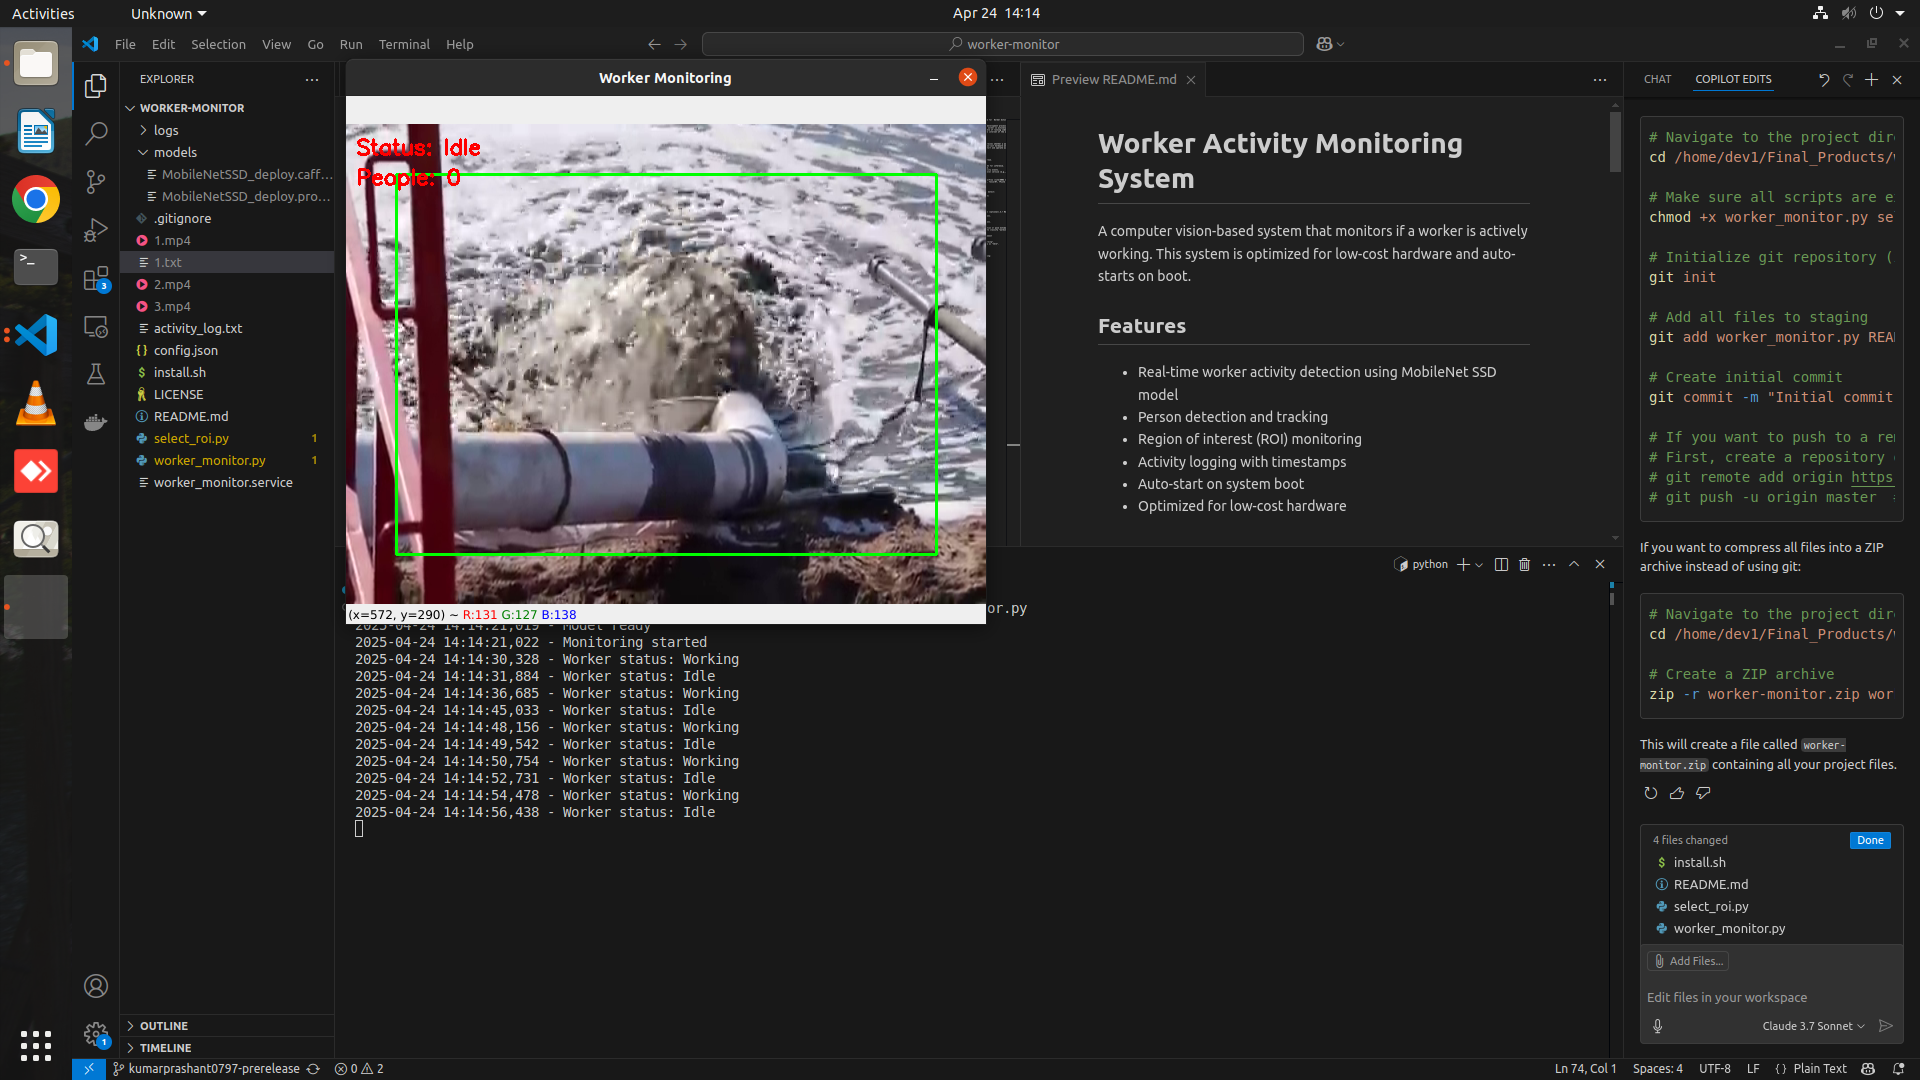 Activities
Unknown
Apr 24 14:14
File Edit Selection View Go Run Terminal Help
worker-monitor
EXPLORER
WORKER-MONITOR
logs
models
MobileNetSSD_deploy.caff...
MobileNetSSD_deploy.pro...
.gitignore
1.mp4
1.txt
2.mp4
3.mp4
activity_log.txt
config.json
install.sh
LICENSE
README.md
select_roi.py 1
worker_monitor.py 1
worker_monitor.service
OUTLINE
TIMELINE
3
1
Worker Monitoring
Status: Idle
People: 0
(x=572, y=290) ~ R:131 G:127 B:138
Preview README.md
Worker Activity Monitoring
System
A computer vision-based system that monitors if a worker is actively
working. This system is optimized for low-cost hardware and auto-
starts on boot.
Features
Real-time worker activity detection using MobileNet SSD
model
Person detection and tracking
Region of interest (ROI) monitoring
Activity logging with timestamps
Auto-start on system boot
Optimized for low-cost hardware
python
or.py
2025-04-24 14:14:21,019 - Model ready
2025-04-24 14:14:21,022 - Monitoring started
2025-04-24 14:14:30,328 - Worker status: Working
2025-04-24 14:14:31,884 - Worker status: Idle
2025-04-24 14:14:36,685 - Worker status: Working
2025-04-24 14:14:45,033 - Worker status: Idle
2025-04-24 14:14:48,156 - Worker status: Working
2025-04-24 14:14:49,542 - Worker status: Idle
2025-04-24 14:14:50,754 - Worker status: Working
2025-04-24 14:14:52,731 - Worker status: Idle
2025-04-24 14:14:54,478 - Worker status: Working
2025-04-24 14:14:56,438 - Worker status: Idle
CHAT COPILOT EDITS
# Navigate to the project dir
cd /home/dev1/Final_Products/
# Make sure all scripts are e
chmod +x worker_monitor.py se
# Initialize git repository (
git init
# Add all files to staging
git add worker_monitor.py REA
# Create initial commit
git commit -m "Initial commit
# If you want to push to a re
# First, create a repository
# git remote add origin https
# git push -u origin master
If you want to compress all files into a ZIP
archive instead of using git:
# Navigate to the project dir
cd /home/dev1/Final_Products/
# Create a ZIP archive
zip -r worker-monitor.zip wor
This will create a file called worker-
monitor.zip containing all your project files.
4 files changed
Done
install.sh
README.md
select_roi.py
worker_monitor.py
Add Files...
Edit files in your workspace
Claude 3.7 Sonnet
kumarprashant0797-prerelease 0 2
Ln 74, Col 1 Spaces: 4 UTF-8 LF {} Plain Text